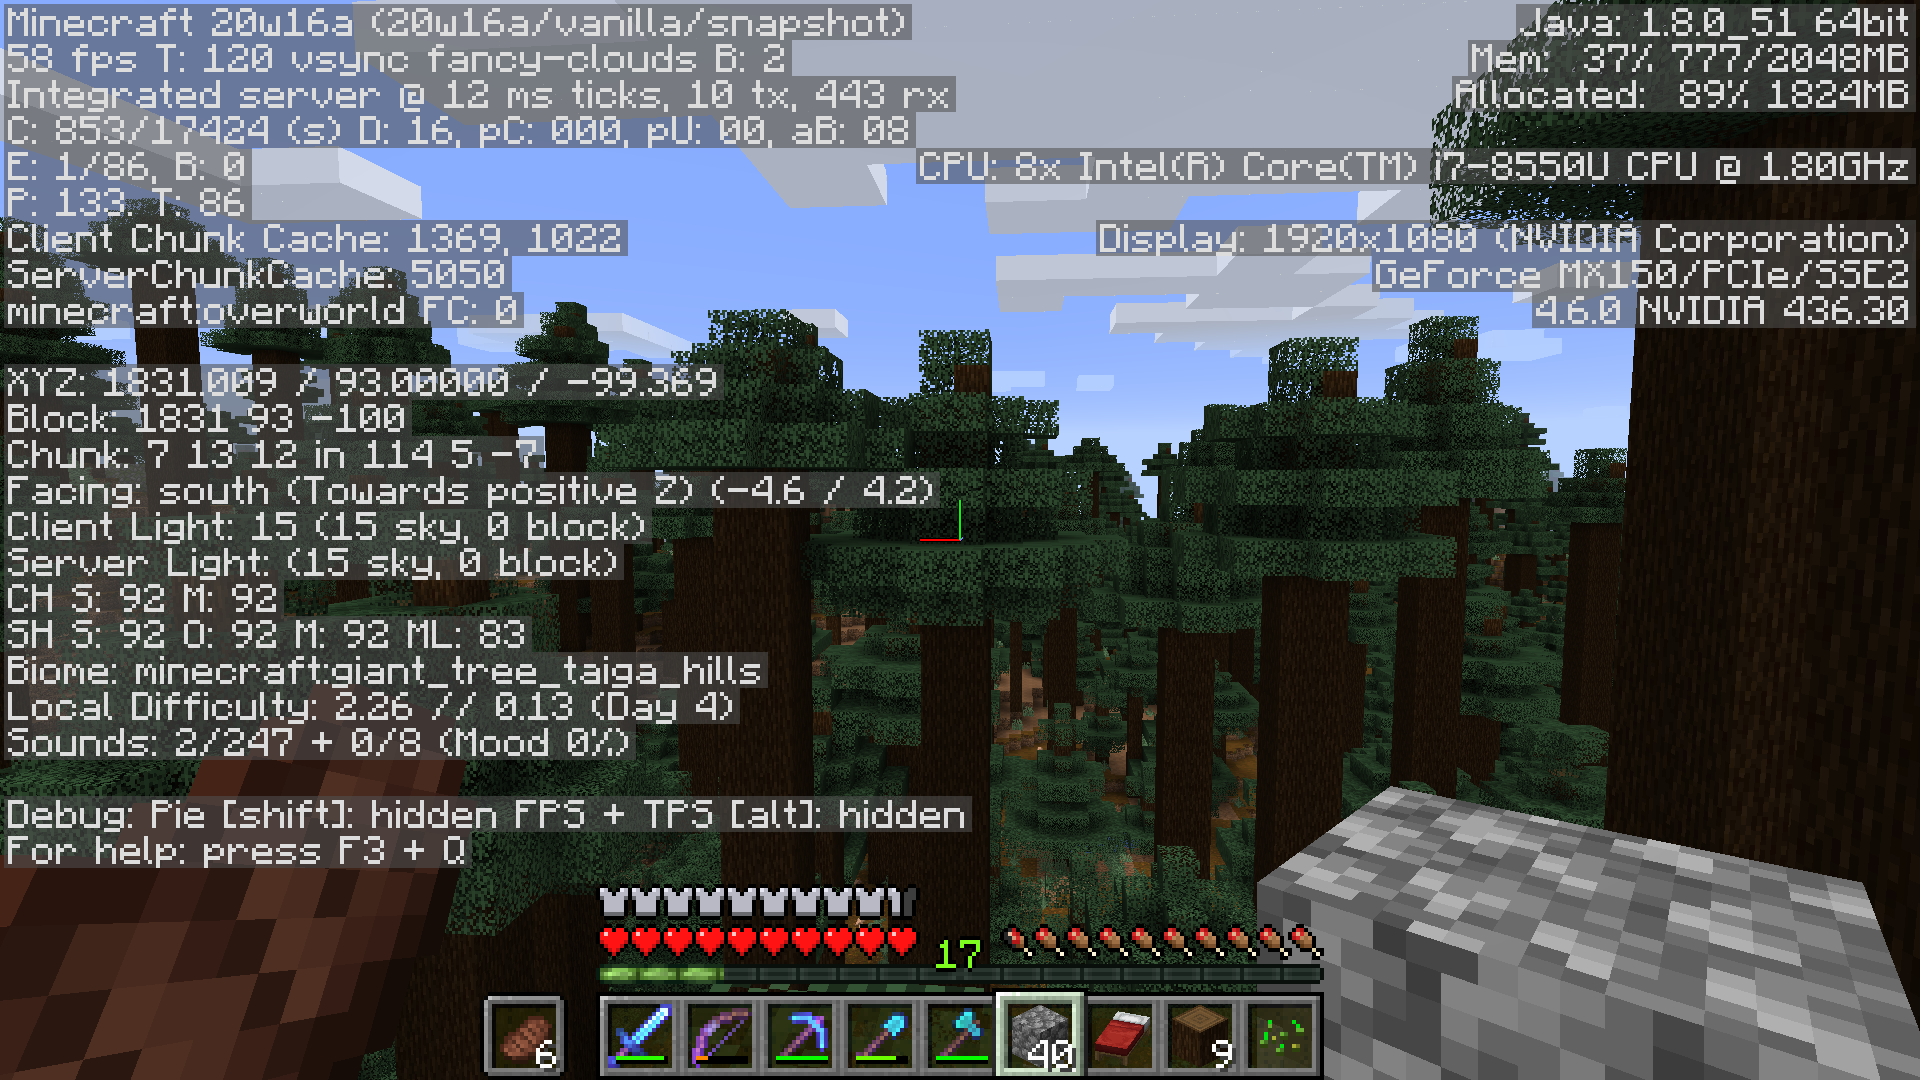 Minecraft 20w16a (20w16a/vanilla/snapshot)
58 fps T: 120 vsync fancy-clouds B: 2
Integrated server @ 12 ms ticks, 10 tx, 443 rx
C: 853/17424 (s) D: 16, pC: 000, pU: 00, aB: 08
E: 1/86, B: 0
P: 133. T: 86
Client Chunk Cache: 1369, 1022
ServerChunkCache: 5050
minecraft:overworld FC: 0
XYZ: 1831.009 / 93.00000 / -99.369
Block: 1831 93 -100
Chunk: 7 13 12 in 114 5 -7
Facing: south (Towards positive Z) (-4.6 / 4.2)
Client Light: 15 (15 sky, 0 block)
Server Light: (15 sky, 0 block)
CH S: 92 M: 92
SH S: 92 O: 92 M: 92 ML: 83
Biome: minecraft:giant_tree_taiga_hills
Local Difficulty: 2.26 // 0.13 (Day 4)
Sounds: 2/247 + 0/8 (Mood 0%)
Debug: Pie [shift]: hidden FPS + TPS [alt]: hidden
For help: press F3 + Q
Java: 1.8.0_51 64bit
Mem: 37% 777/2048MB
Allocated: 89% 1824MB
CPU: 8x Intel(R) Core(TM) i7-8550U CPU @ 1.80GHz
Display: 1920x1080 (NVIDIA Corporation)
GeForce MX150/PCIe/SSE2
4.6.0 NVIDIA 436.30
17
6
40
9